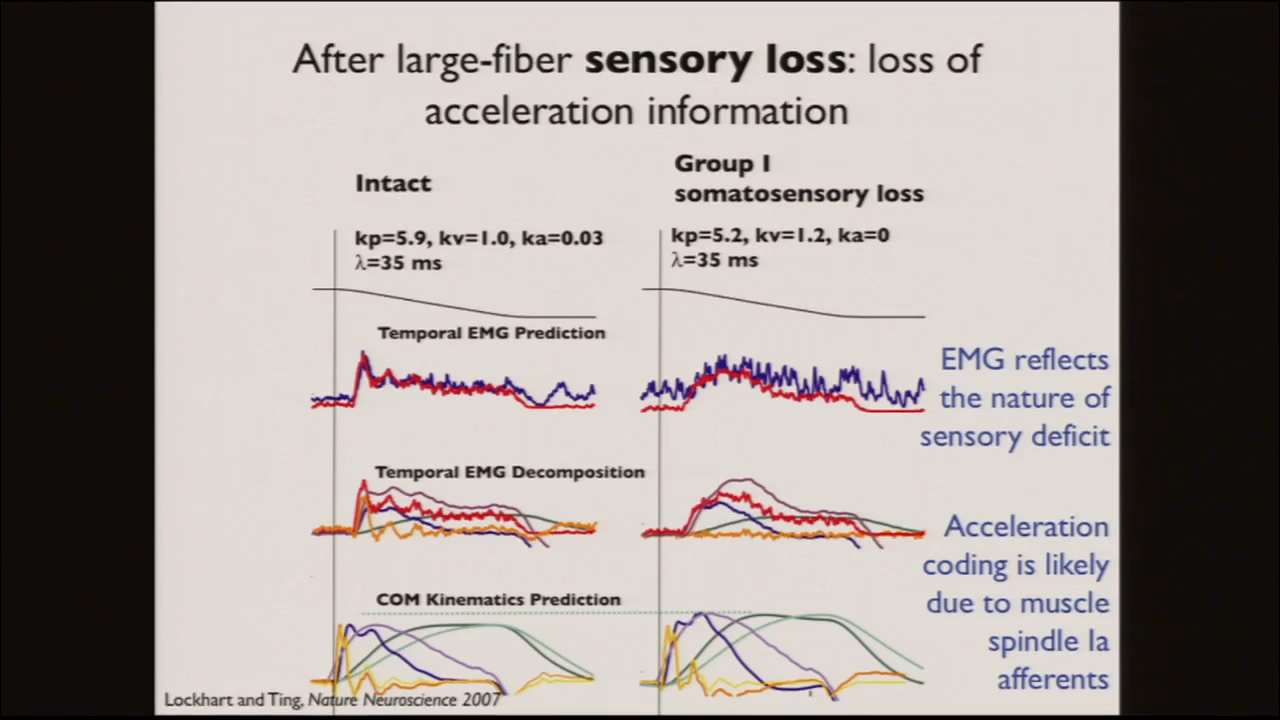 After large-fiber sensory loss: loss of
acceleration information
Intact
Group I
somatosensory loss
kp=5.9, kv=1.0, ka=0.03
λ=35 ms
kp=5.2, kv=1.2, ka=0
λ=35 ms
Temporal EMG Prediction
EMG reflects
the nature of
sensory deficit
Temporal EMG Decomposition
Acceleration
coding is likely
due to muscle
spindle Ia
afferents
COM Kinematics Prediction
Lockhart and Ting, Nature Neuroscience 2007